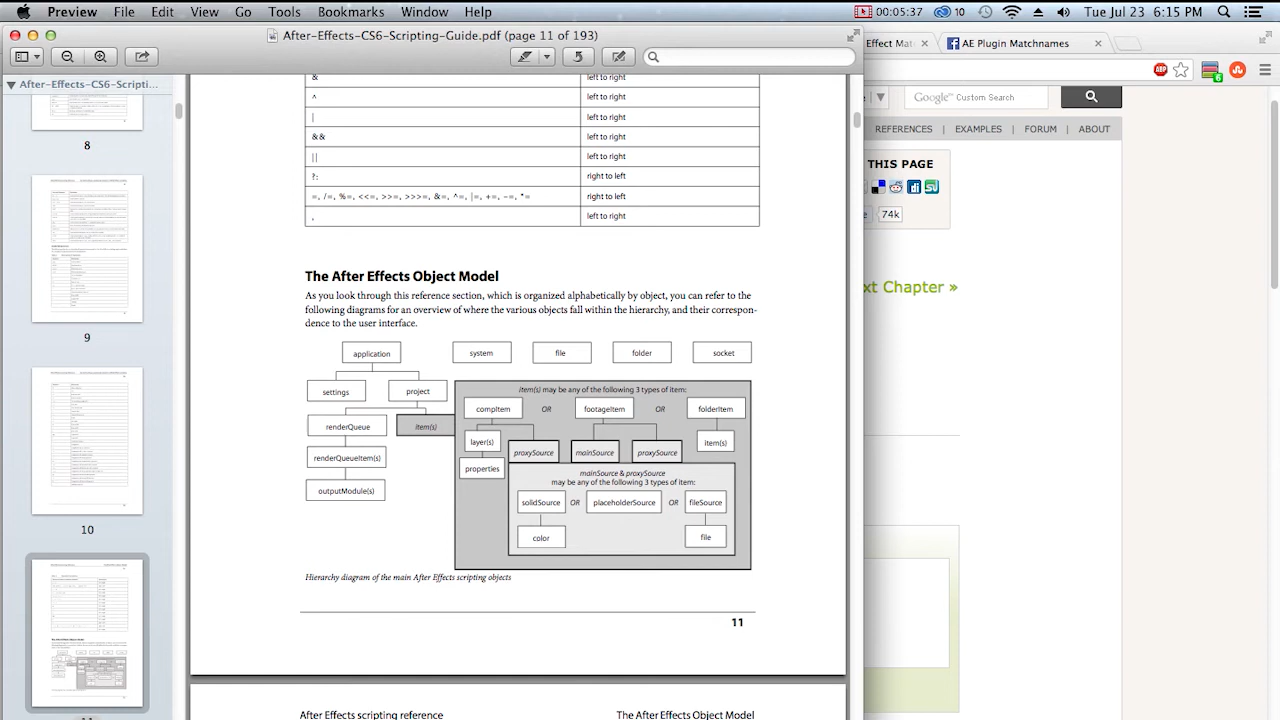 Preview File Edit View Go Tools Bookmarks Window Help 00:05:37 10 Tue Jul 23 6:15 PM
After-Effects-CS6-Scripting-Guide.pdf (page 11 of 193)
Effect Mat
AE Plugin Matchnames
After-Effects-CS6-Scripti...
8
9
10
& left to right
^ left to right
| left to right
&& left to right
|| left to right
?: right to left
right to left
, left to right
The After Effects Object Model
As you look through this reference section, which is organized alphabetically by object, you can refer to the
following diagrams for an overview of where the various objects fall within the hierarchy, and their correspon-
dence to the user interface.
application system file folder socket
settings project
item(s) may be any of the following 3 types of item:
compItem OR footageItem OR folderItem
renderQueue item(s)
layer(s) proxySource mainSource proxySource item(s)
renderQueueItem(s) properties
mainSource & proxySource
may be any of the following 3 types of item:
outputModule(s)
solidSource OR placeholderSource OR fileSource
color file
Hierarchy diagram of the main After Effects scripting objects.
11
After Effects scripting reference The After Effects Object Model
ABP
6
Google™ Custom Search
REFERENCES | EXAMPLES | FORUM | ABOUT
THIS PAGE
74k
xt Chapter »